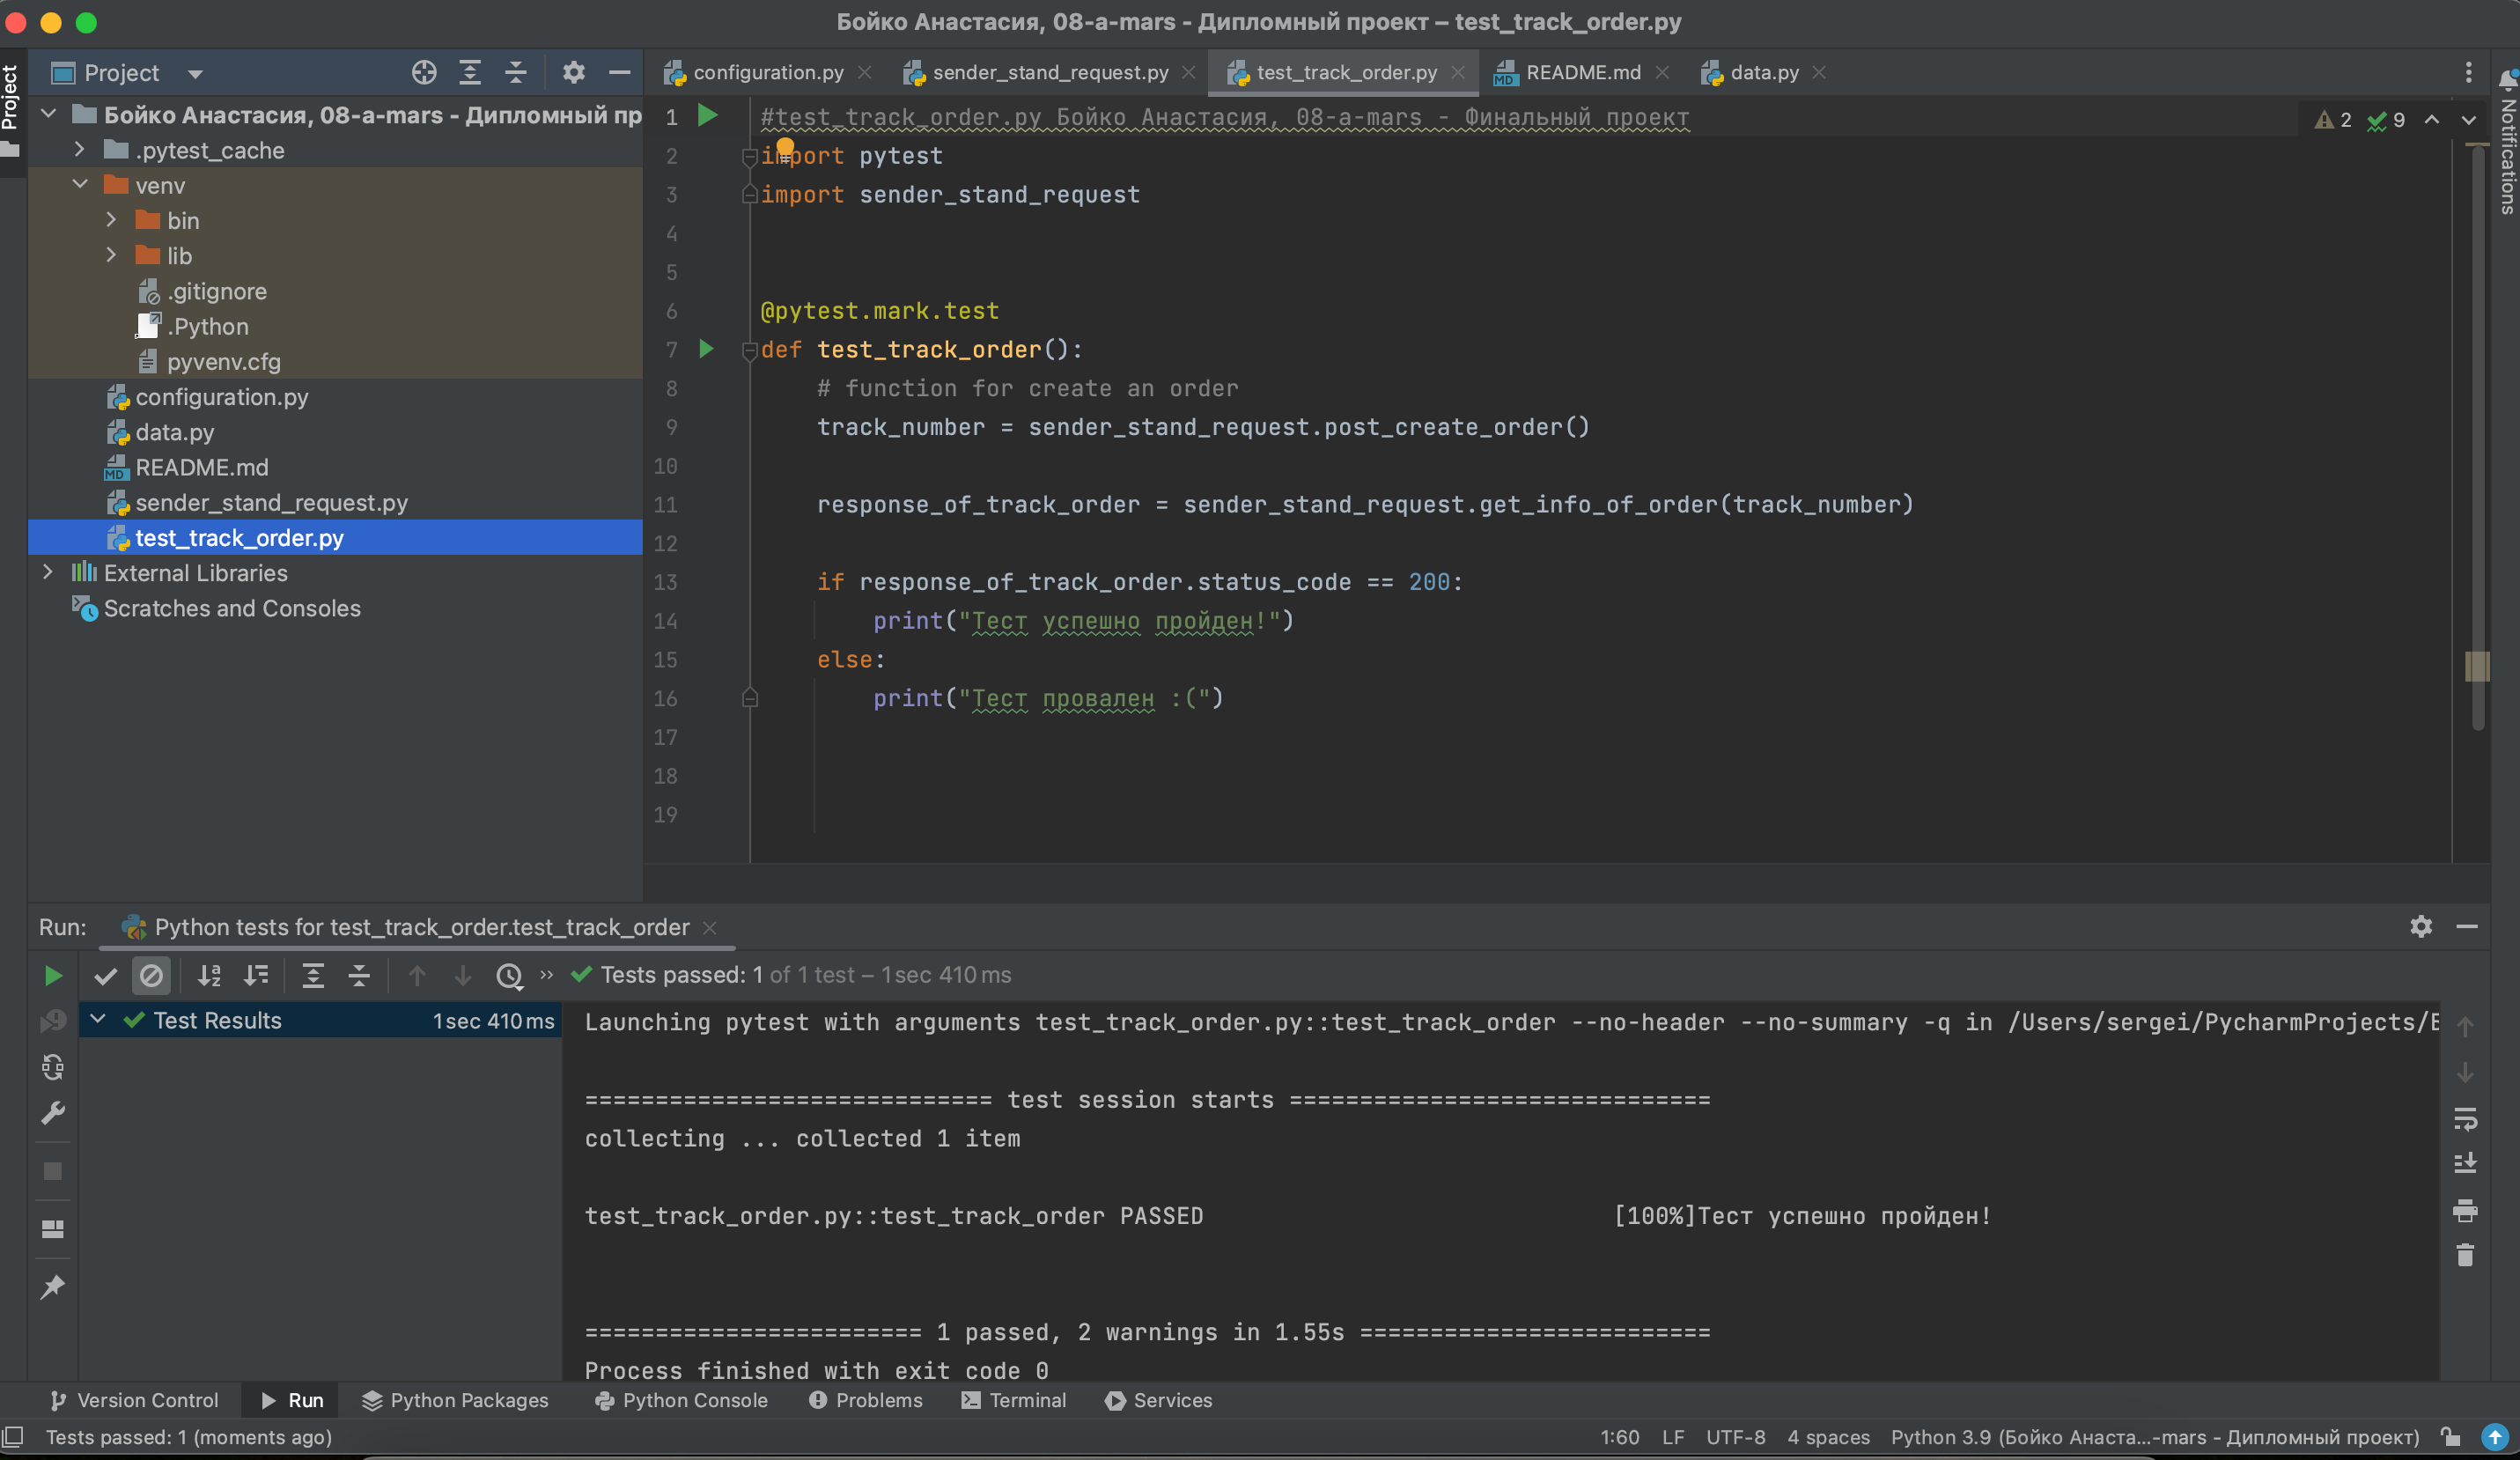 Бойко Анастасия, 08-a-mars - Дипломный проект – test_track_order.py
Project
Project
configuration.py
sender_stand_request.py
test_track_order.py
README.md
data.py
Notifications
Бойко Анастасия, 08-a-mars - Дипломный пр
.pytest_cache
venv
bin
lib
.gitignore
.Python
pyvenv.cfg
configuration.py
data.py
README.md
sender_stand_request.py
test_track_order.py
External Libraries
Scratches and Consoles
2 9
1 #test_track_order.py Бойко Анастасия, 08-a-mars - Финальный проект
2 import pytest
3 import sender_stand_request
4
5
6 @pytest.mark.test
7 def test_track_order():
8 # function for create an order
9 track_number = sender_stand_request.post_create_order()
10
11 response_of_track_order = sender_stand_request.get_info_of_order(track_number)
12
13 if response_of_track_order.status_code == 200:
14 print("Тест успешно пройден!")
15 else:
16 print("Тест провален :(")
17
18
19
Run: Python tests for test_track_order.test_track_order
Tests passed: 1 of 1 test – 1 sec 410 ms
Test Results 1 sec 410 ms
Launching pytest with arguments test_track_order.py::test_track_order --no-header --no-summary -q in /Users/sergei/PycharmProjects/
============================= test session starts ==============================
collecting ... collected 1 item
test_track_order.py::test_track_order PASSED [100%]Тест успешно пройден!
======================== 1 passed, 2 warnings in 1.55s =========================
Process finished with exit code 0
Version Control Run Python Packages Python Console Problems Terminal Services
Tests passed: 1 (moments ago) 1:60 LF UTF-8 4 spaces Python 3.9 (Бойко Анаста...-mars - Дипломный проект)